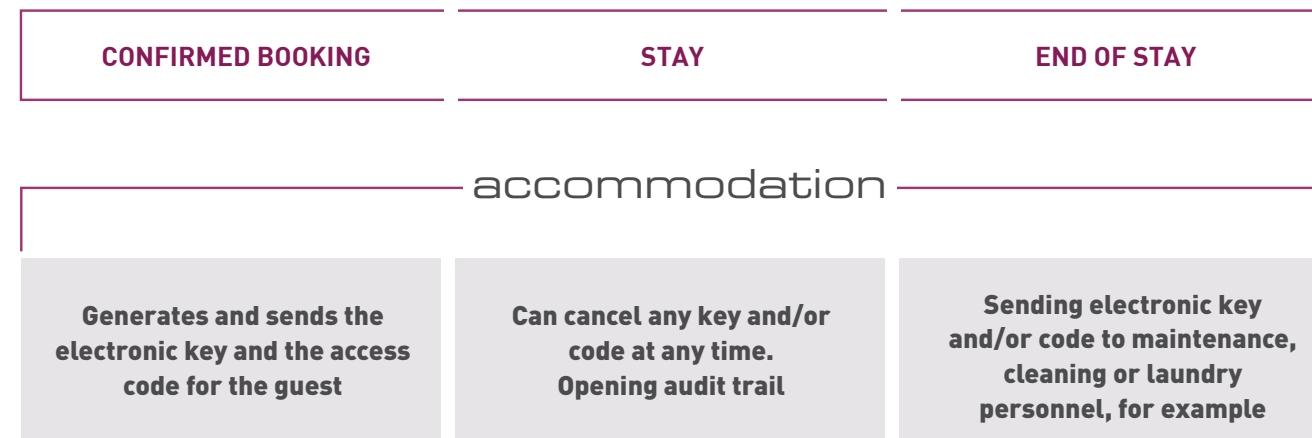 CONFIRMED BOOKING
STAY
END OF STAY
accommodation
Generates and sends the
electronic key and the access
code for the guest
Can cancel any key and/or
code at any time.
Opening audit trail
Sending electronic key
and/or code to maintenance,
cleaning or laundry
personnel, for example